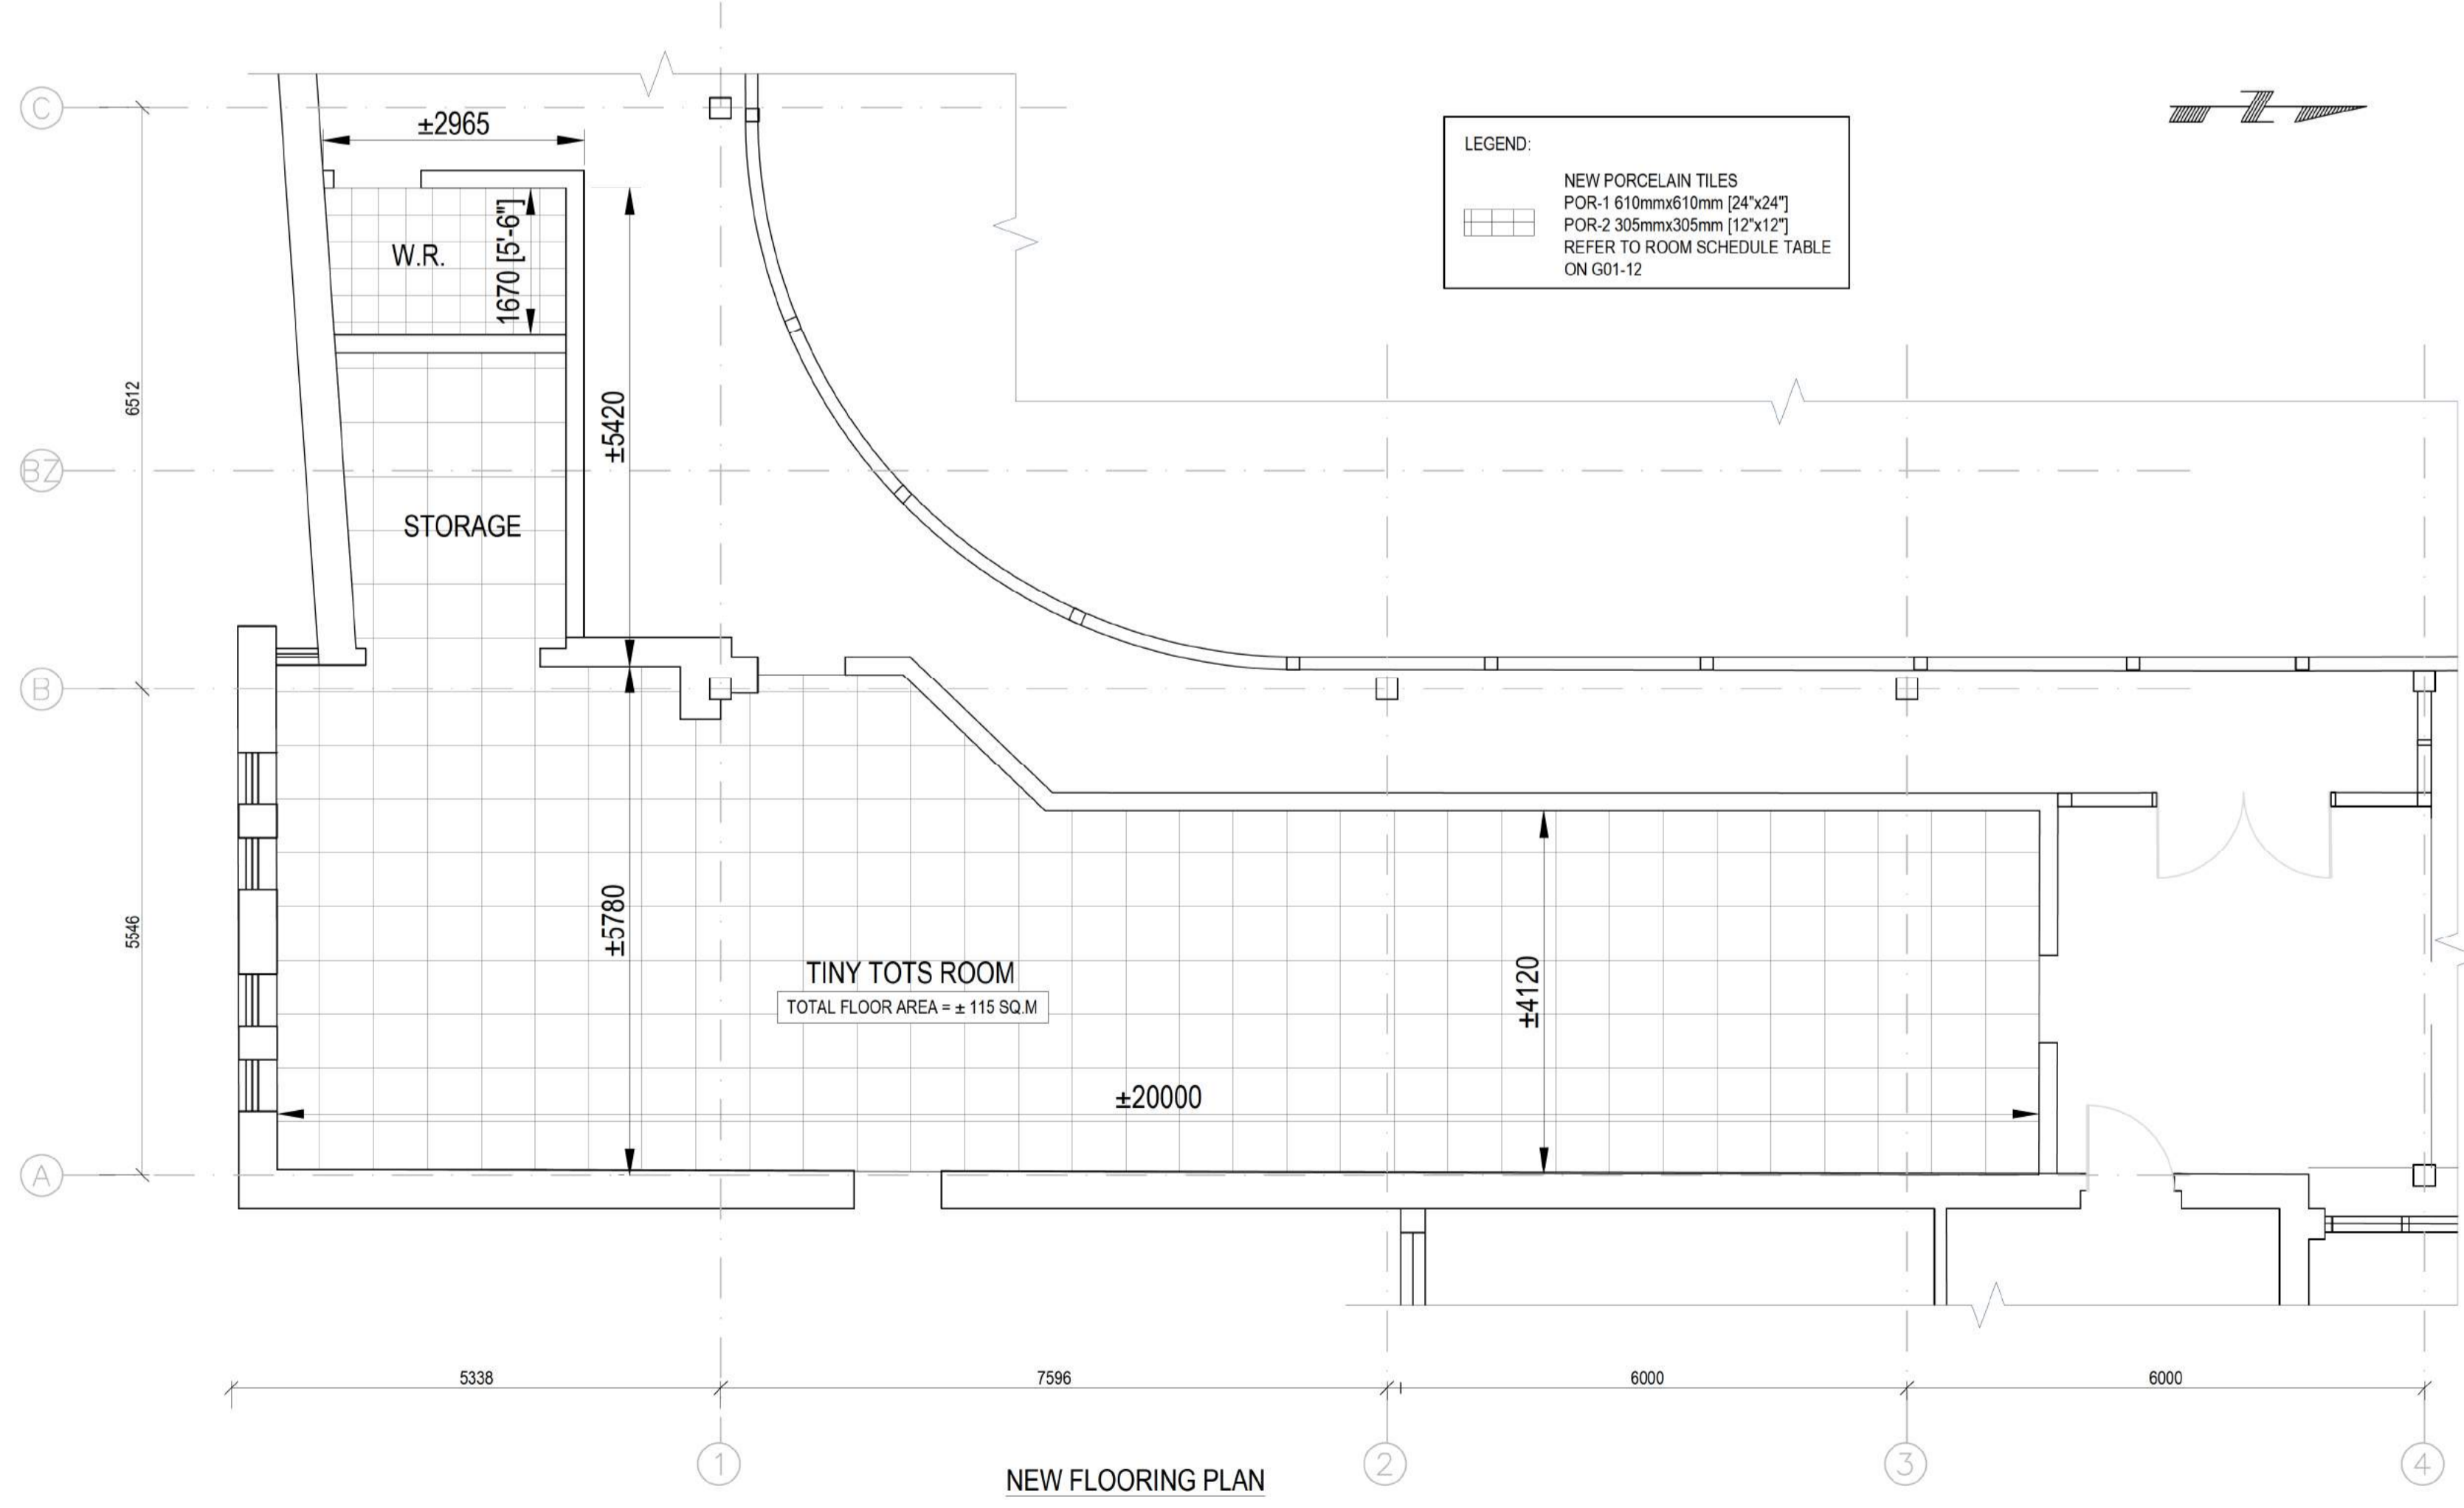 C
±2965
LEGEND:
NEW PORCELAIN TILES
POR-1 610mmx610mm [24"x24"]
POR-2 305mmx305mm [12"x12"]
REFER TO ROOM SCHEDULE TABLE
ON G01-12
W.R.
1670 [5'-6"]
6512
±5420
BZ
STORAGE
B
5546
±5780
TINY TOTS ROOM
TOTAL FLOOR AREA = ± 115 SQ.M
±4120
±20000
A
5338
7596
6000
6000
1
2
3
4
NEW FLOORING PLAN